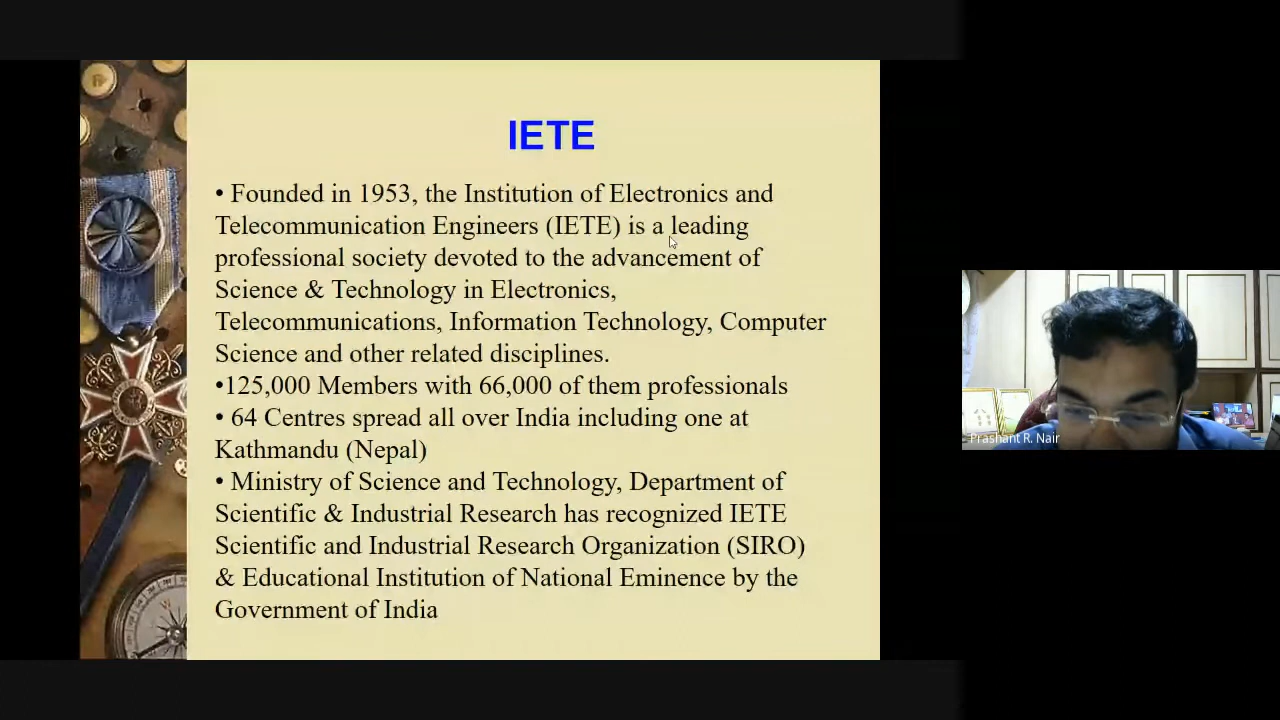 IETE
• Founded in 1953, the Institution of Electronics and
Telecommunication Engineers (IETE) is a leading
professional society devoted to the advancement of
Science & Technology in Electronics,
Telecommunications, Information Technology, Computer
Science and other related disciplines.
•125,000 Members with 66,000 of them professionals
• 64 Centres spread all over India including one at
Kathmandu (Nepal)
• Ministry of Science and Technology, Department of
Scientific & Industrial Research has recognized IETE
Scientific and Industrial Research Organization (SIRO)
& Educational Institution of National Eminence by the
Government of India
Prashant R. Nair